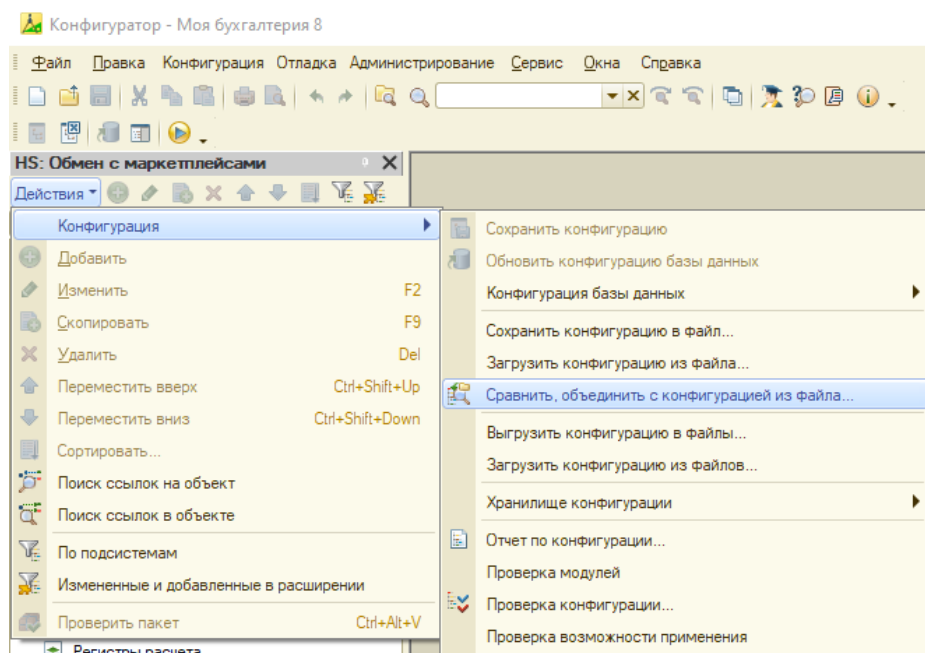 Конфигуратор - Моя бухгалтерия 8
Файл Правка Конфигурация Отладка Администрирование Сервис Окна Справка
HS: Обмен с маркетплейсами
Действия
Конфигурация
Добавить
Изменить F2
Скопировать F9
Удалить Del
Переместить вверх Ctrl+Shift+Up
Переместить вниз Ctrl+Shift+Down
Сортировать...
Поиск ссылок на объект
Поиск ссылок в объекте
По подсистемам
Измененные и добавленные в расширении
Проверить пакет Ctrl+Alt+V
Регистры расчета
Сохранить конфигурацию
Обновить конфигурацию базы данных
Конфигурация базы данных
Сохранить конфигурацию в файл...
Загрузить конфигурацию из файла...
Сравнить, объединить с конфигурацией из файла...
Выгрузить конфигурацию в файлы...
Загрузить конфигурацию из файлов...
Хранилище конфигурации
Отчет по конфигурации...
Проверка модулей
Проверка конфигурации...
Проверка возможности применения